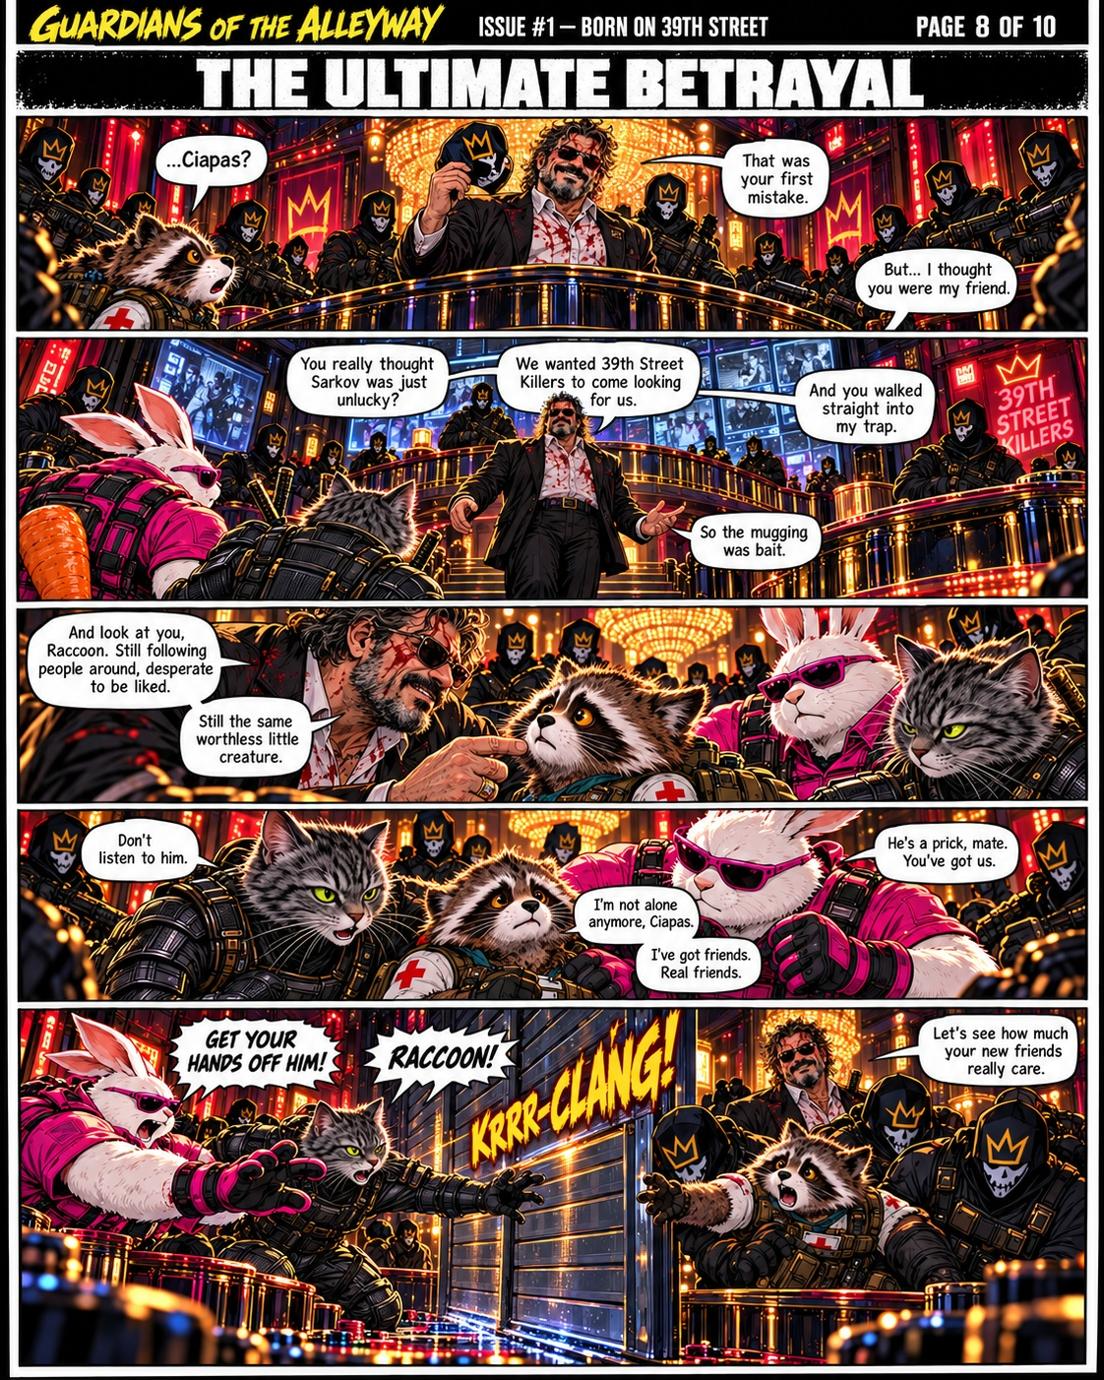 GUARDIANS OF THE ALLEYWAY
ISSUE #1 – BORN ON 39TH STREET
PAGE 8 OF 10
THE ULTIMATE BETRAYAL
...Ciapas?
That was
your first
mistake.
But... I thought
you were my friend.
You really thought
Sarkov was just
unlucky?
We wanted 39th Street
Killers to come looking
for us.
And you walked
straight into
my trap.
39TH
STREET
KILLERS
So the mugging
was bait.
And look at you,
Raccoon. Still following
people around, desperate
to be liked.
Still the same
worthless little
creature.
Don't
listen to him.
He's a prick, mate.
You've got us.
I'm not alone
anymore, Ciapas.
I've got friends.
Real friends.
GET YOUR
HANDS OFF HIM!
RACCOON!
KRRR-CLANG!
Let's see how much
your new friends
really care.